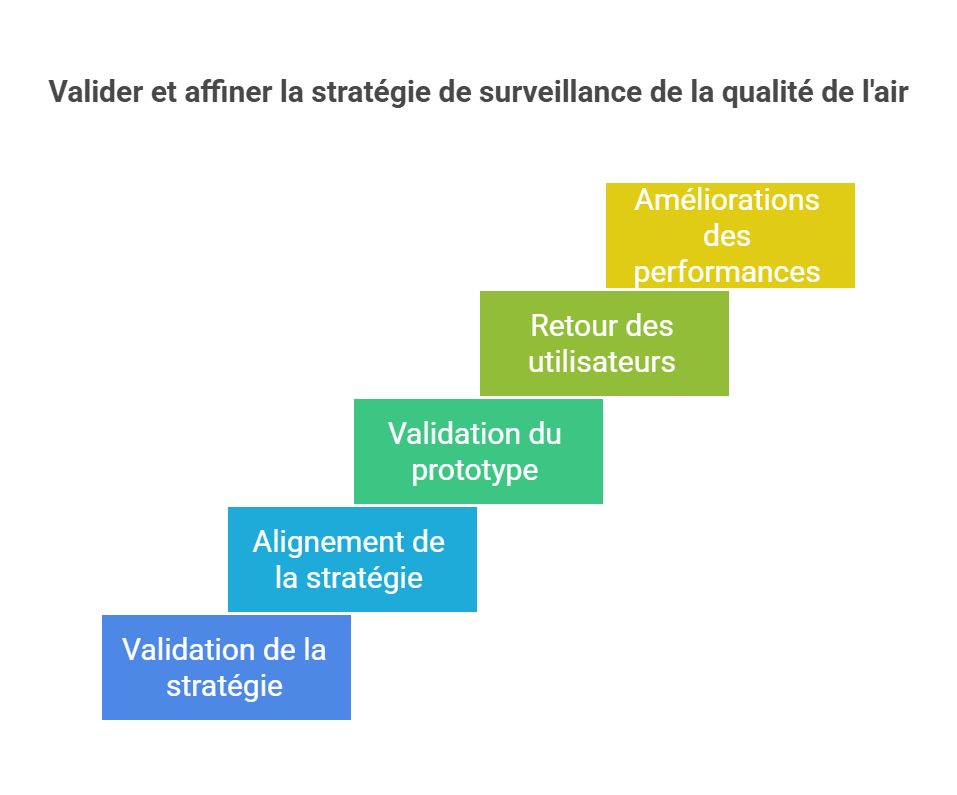 Valider et affiner la stratégie de surveillance de la qualité de l'air
Améliorations
des
performances
Retour des
utilisateurs
Validation du
prototype
Alignement de
la stratégie
Validation de la
stratégie